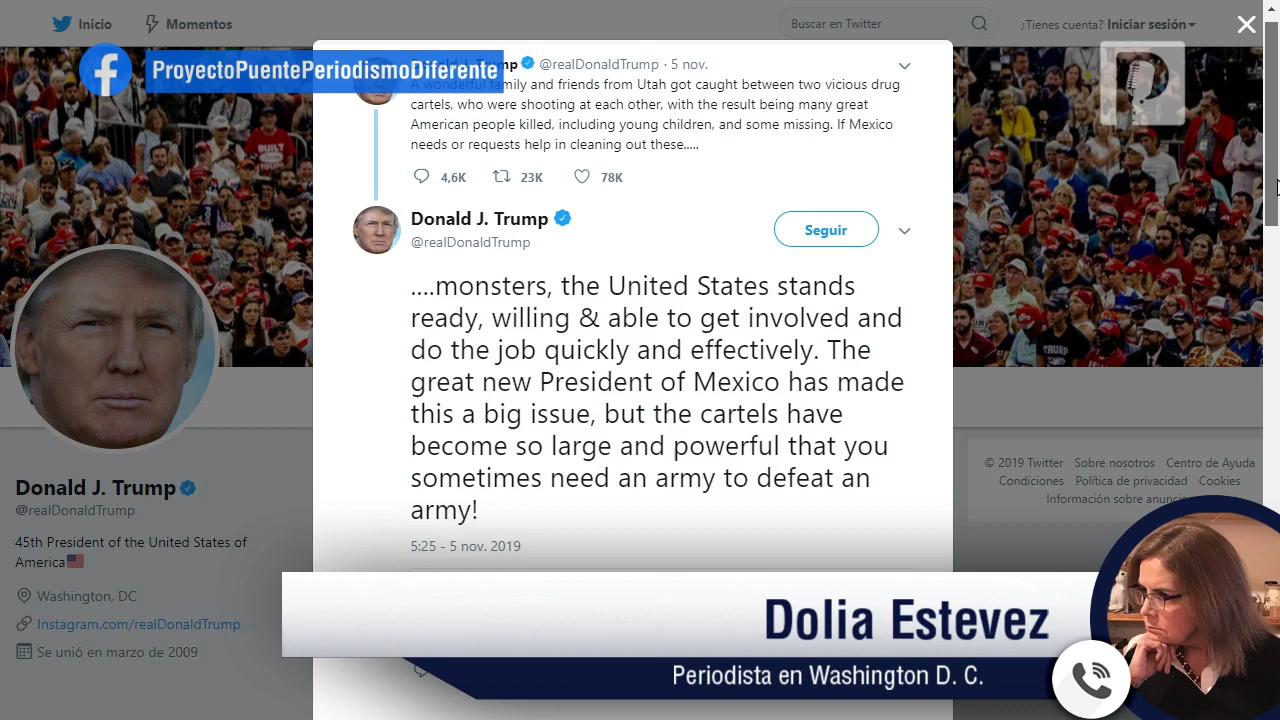 Inicio
Momentos
Buscar en Twitter
¿Tienes cuenta? Iniciar sesión
ProyectoPuentePeriodismoDiferente
@realDonaldTrump · 5 nov.
A wonderful family and friends from Utah got caught between two vicious drug
cartels, who were shooting at each other, with the result being many great
American people killed, including young children, and some missing. If Mexico
needs or requests help in cleaning out these.....
4,6K 23K 78K
Donald J. Trump
@realDonaldTrump
Seguir
....monsters, the United States stands
ready, willing & able to get involved and
do the job quickly and effectively. The
great new President of Mexico has made
this a big issue, but the cartels have
become so large and powerful that you
sometimes need an army to defeat an
army!
5:25 - 5 nov. 2019
Donald J. Trump
@realDonaldTrump
45th President of the United States of
America
Washington, DC
Instagram.com/realDonaldTrump
Se unió en marzo de 2009
© 2019 Twitter Sobre nosotros Centro de Ayuda
Condiciones Política de privacidad Cookies
Información sobre anuncios
Dolia Estevez
Periodista en Washington D. C.